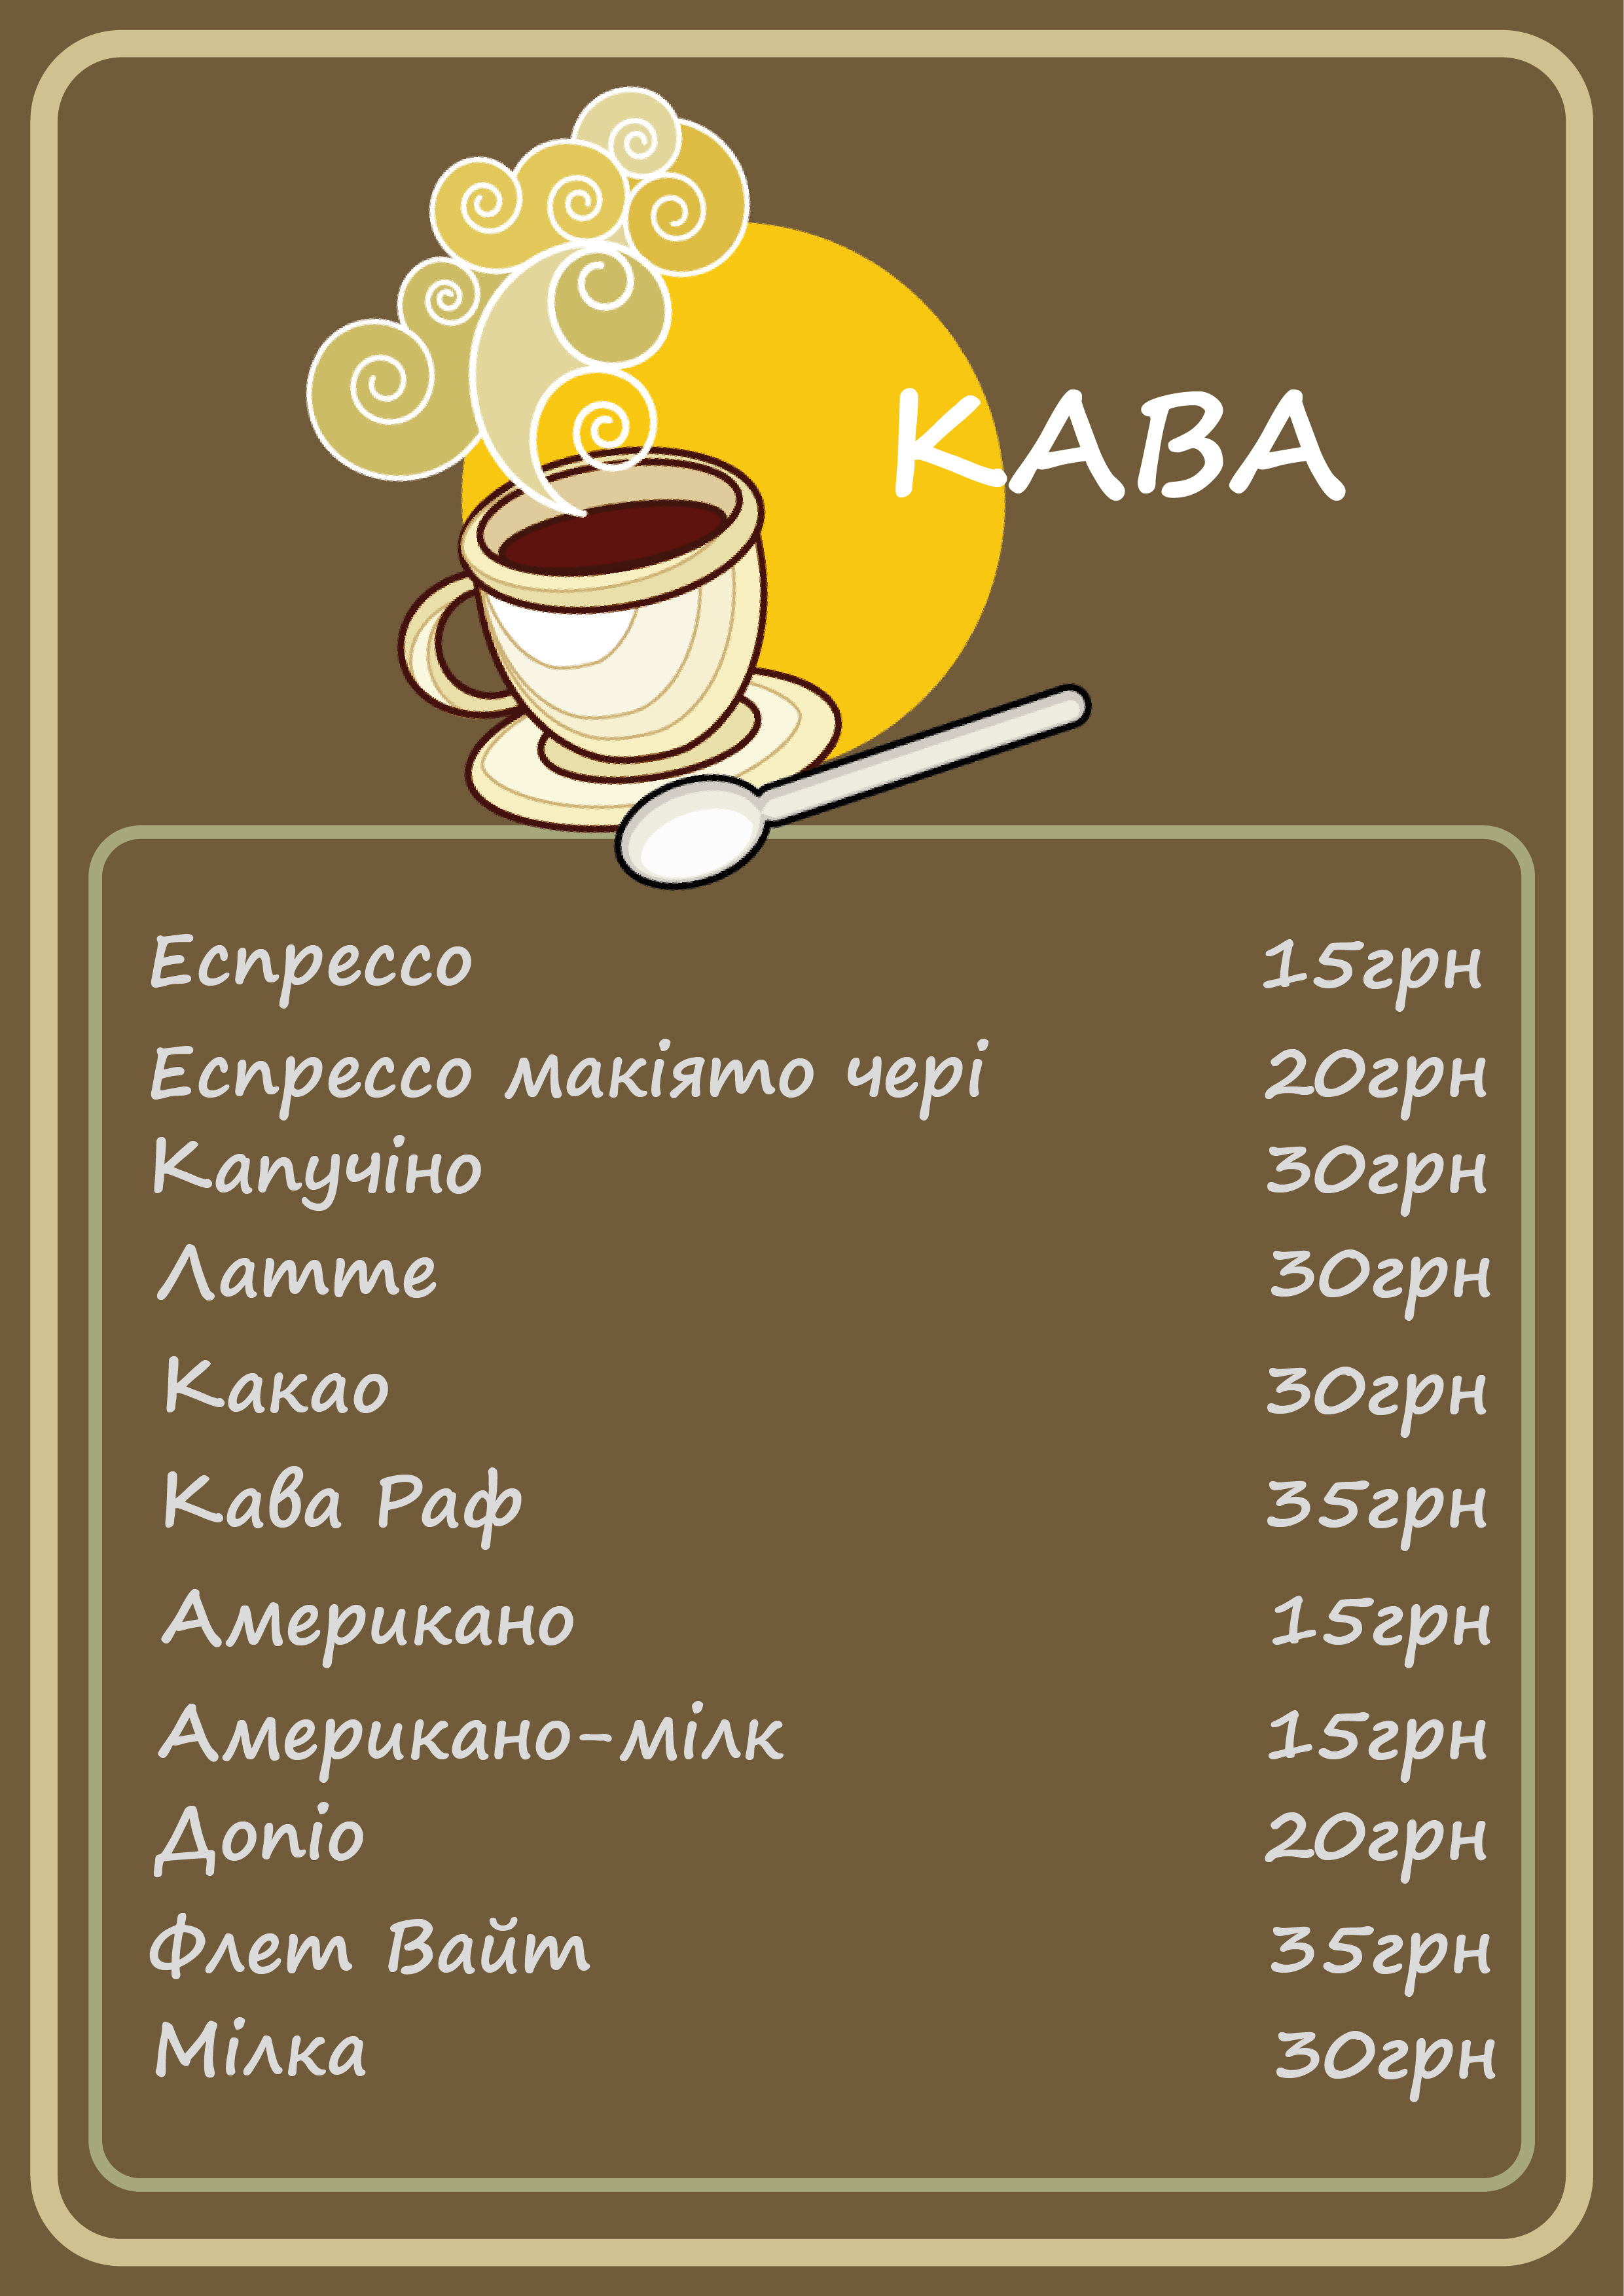 КАВА
Еспрессо 15грн
Еспрессо макіято чері 20грн
Капучіно 30грн
Латте 30грн
Какао 30грн
Кава Раф 35грн
Американо 15грн
Американо-мілк 15грн
Допіо 20грн
Флет Вайт 35грн
Мілка 30грн